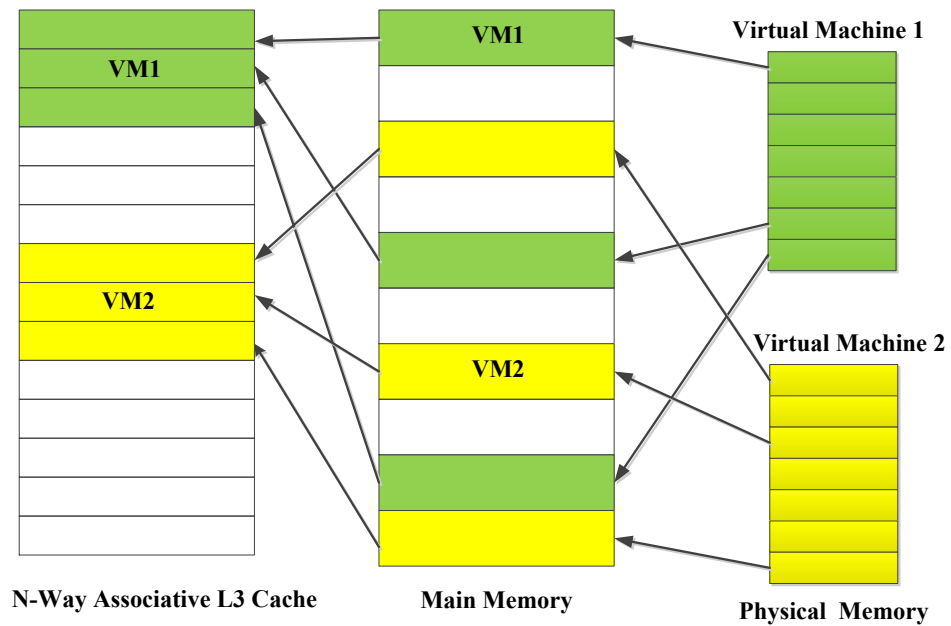 VM1
VM2
N-Way Associative L3 Cache
VM1
VM2
Main Memory
Virtual Machine 1
Virtual Machine 2
Physical Memory